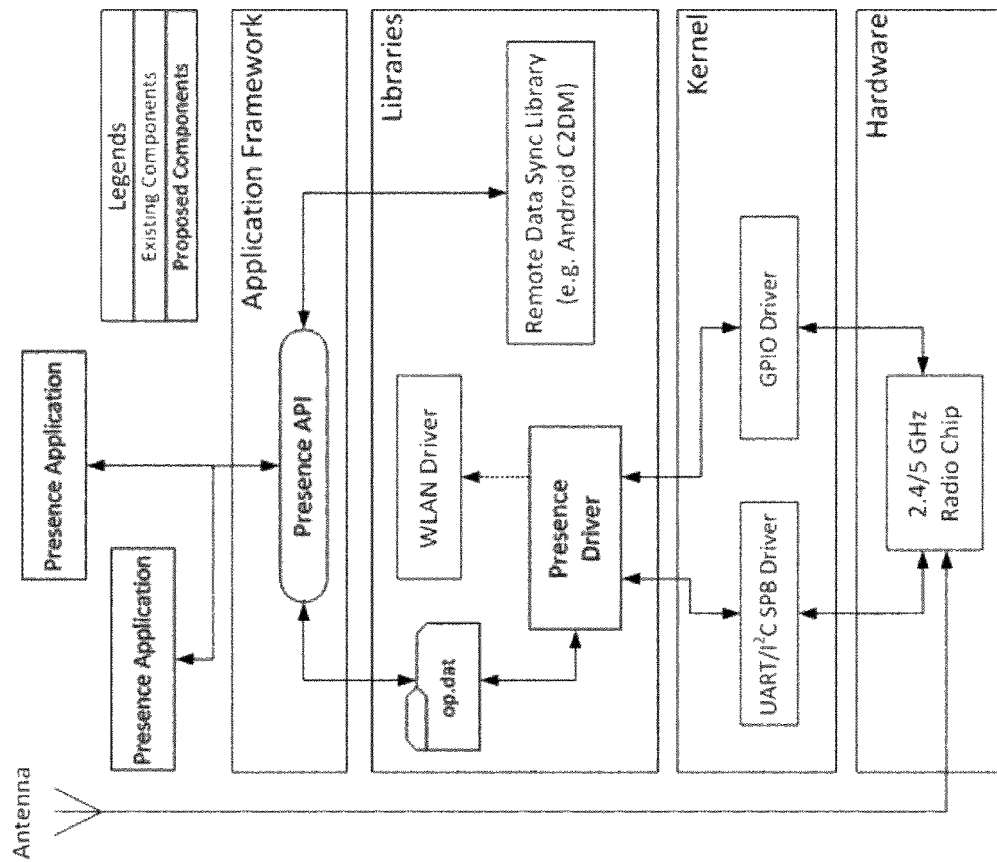 Antenna
Presence Application
Presence Application
Legends
Existing Components
Proposed Components
Application Framework
Presence API
Libraries
op.dat
WLAN Driver
Presence
Driver
Remote Data Sync Library
(e.g. Android C2DM)
Kernel
UART/I²C SPB Driver
GPIO Driver
Hardware
2.4/5 GHz
Radio Chip